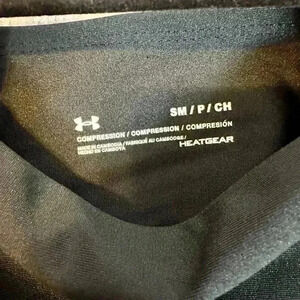 SM / P / CH
COMPRESSION / COMPRESSION / COMPRESIÓN
MADE IN CAMBODIA / FABRIQUÉ AU CAMBODGE /
HECHO EN CAMBOYA
HEATGEAR